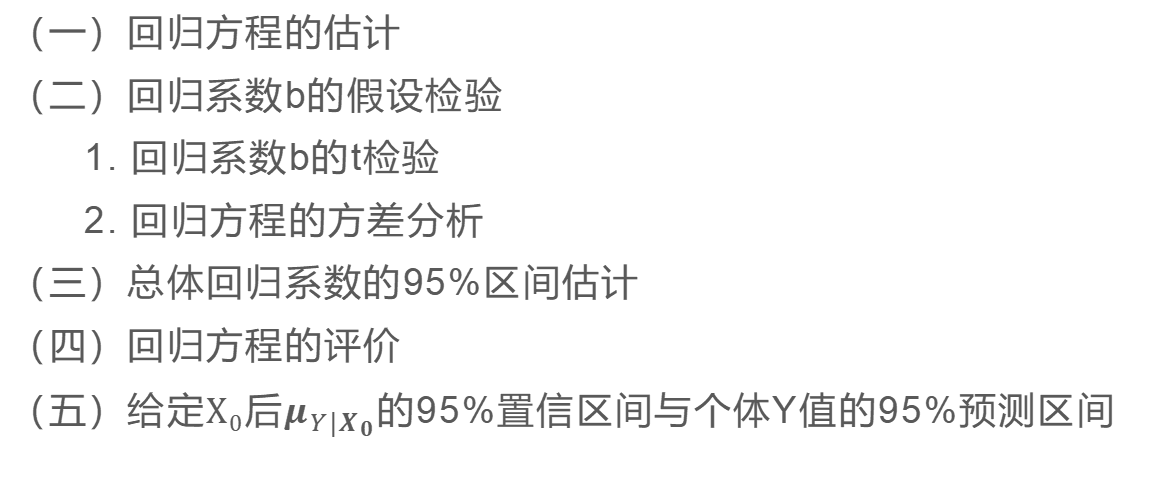 （一）回归方程的估计
（二）回归系数b的假设检验
1. 回归系数b的t检验
2. 回归方程的方差分析
（三）总体回归系数的95%区间估计
（四）回归方程的评价
（五）给定X₀后μ_{Y|X₀}的95%置信区间与个体Y值的95%预测区间